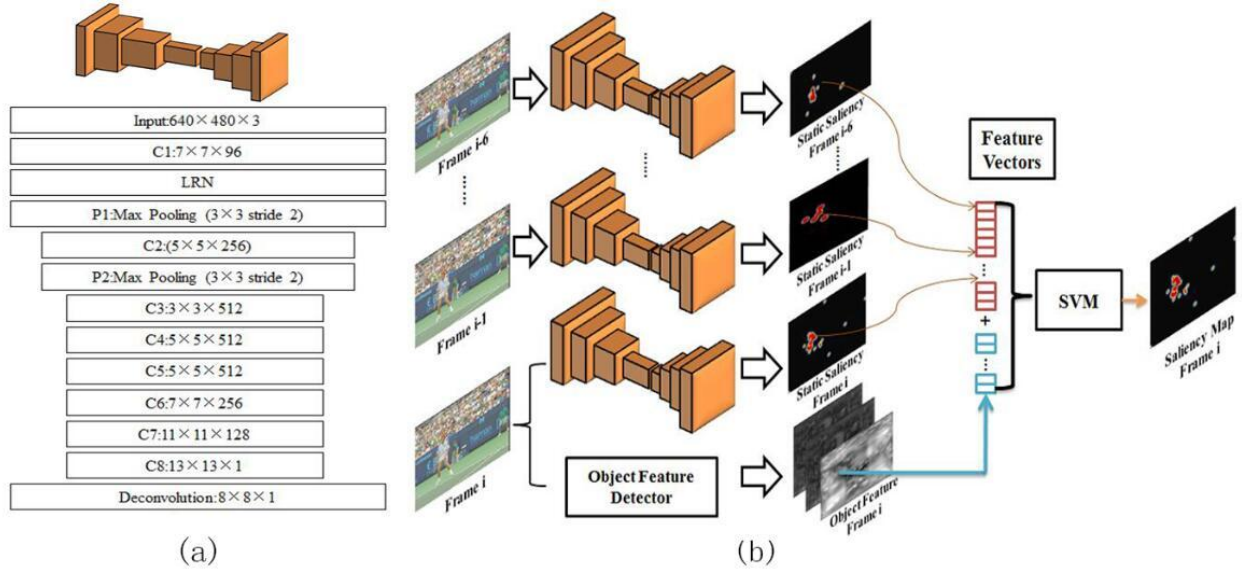 Input:640×480×3
C1:7×7×96
LRN
P1:Max Pooling (3×3 stride 2)
C2:(5×5×256)
P2:Max Pooling (3×3 stride 2)
C3:3×3×512
C4:5×5×512
C5:5×5×512
C6:7×7×256
C7:11×11×128
C8:13×13×1
Deconvolution:8×8×1
(a)
Frame i-6
Static Saliency
Frame i-6
Frame i-1
Static Saliency
Frame i-1
Frame i
Static Saliency
Frame i
Object Feature
Detector
Object Feature
Frame i
Feature
Vectors
+
SVM
Saliency Map
Frame i
(b)